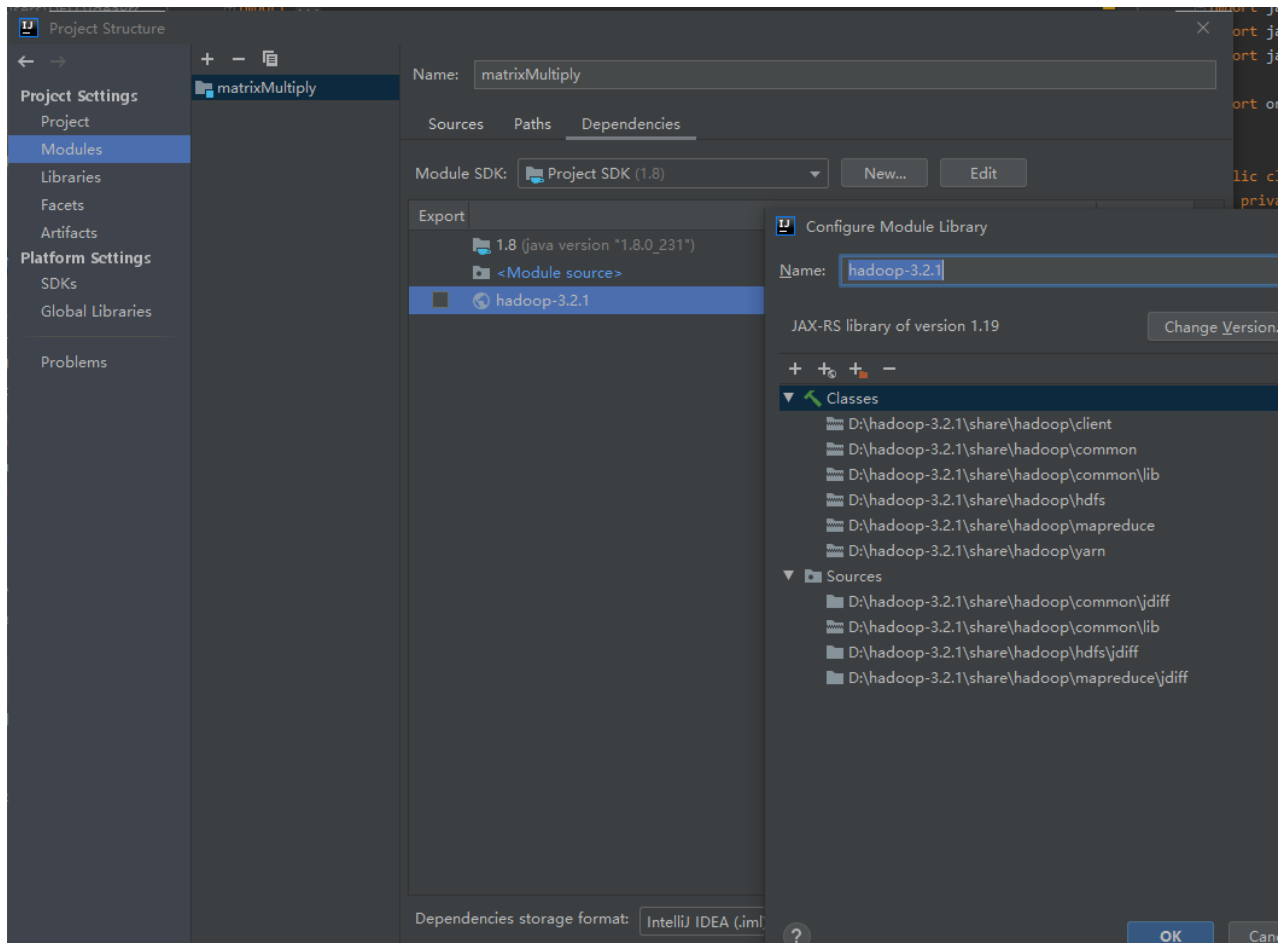 Project Structure
Project Settings
Project
Modules
Libraries
Facets
Artifacts
Platform Settings
SDKs
Global Libraries
Problems
matrixMultiply
Name: matrixMultiply
Sources Paths Dependencies
Module SDK: Project SDK (1.8) New... Edit
Export
1.8 (java version "1.8.0_231")
<Module source>
hadoop-3.2.1
Dependencies storage format: IntelliJ IDEA (.iml)
Configure Module Library
Name: hadoop-3.2.1
JAX-RS library of version 1.19
Change Version.
Classes
D:\hadoop-3.2.1\share\hadoop\client
D:\hadoop-3.2.1\share\hadoop\common
D:\hadoop-3.2.1\share\hadoop\common\lib
D:\hadoop-3.2.1\share\hadoop\hdfs
D:\hadoop-3.2.1\share\hadoop\mapreduce
D:\hadoop-3.2.1\share\hadoop\yarn
Sources
D:\hadoop-3.2.1\share\hadoop\common\jdiff
D:\hadoop-3.2.1\share\hadoop\common\lib
D:\hadoop-3.2.1\share\hadoop\hdfs\jdiff
D:\hadoop-3.2.1\share\hadoop\mapreduce\jdiff
?
OK
Canc
ort ja
ort ja
ort or
lic cl
priva